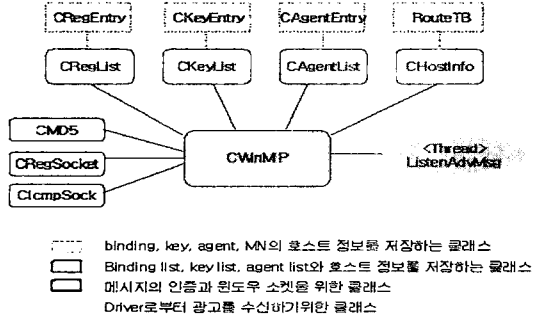 CRegEntry CKeyEntry CAgentEntry RouteTB
CRegList CKeyList CAgentList CHostInfo
CMD5
CRegSocket
CIcmpSock
CWinMIP
<Thread>
ListenAdvMsg
binding, key, agent, MN의 호스트 정보를 저장하는 클래스
Binding list, key list, agent list와 호스트 정보를 저장하는 클래스
메시지의 인증과 윈도우 소켓을 위한 클래스
Driver로부터 광고를 수신하기위한 클래스